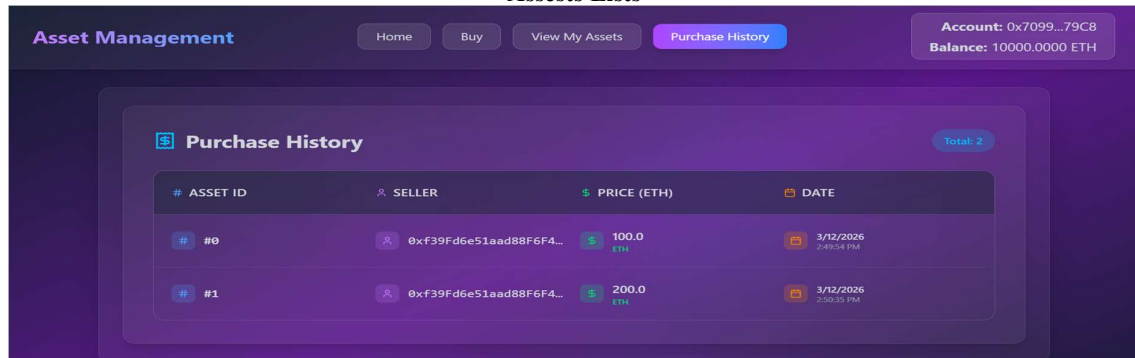 Assests Lists
Asset Management
Home
Buy
View My Assets
Purchase History
Account: 0x7099...79C8
Balance: 10000.0000 ETH
Purchase History
Total: 2
# ASSET ID
SELLER
$ PRICE (ETH)
DATE
# #0
0xf39Fd6e51aad88F6F4...
$ 100.0
ETH
3/12/2026
2:49:54 PM
# #1
0xf39Fd6e51aad88F6F4...
$ 200.0
ETH
3/12/2026
2:50:35 PM